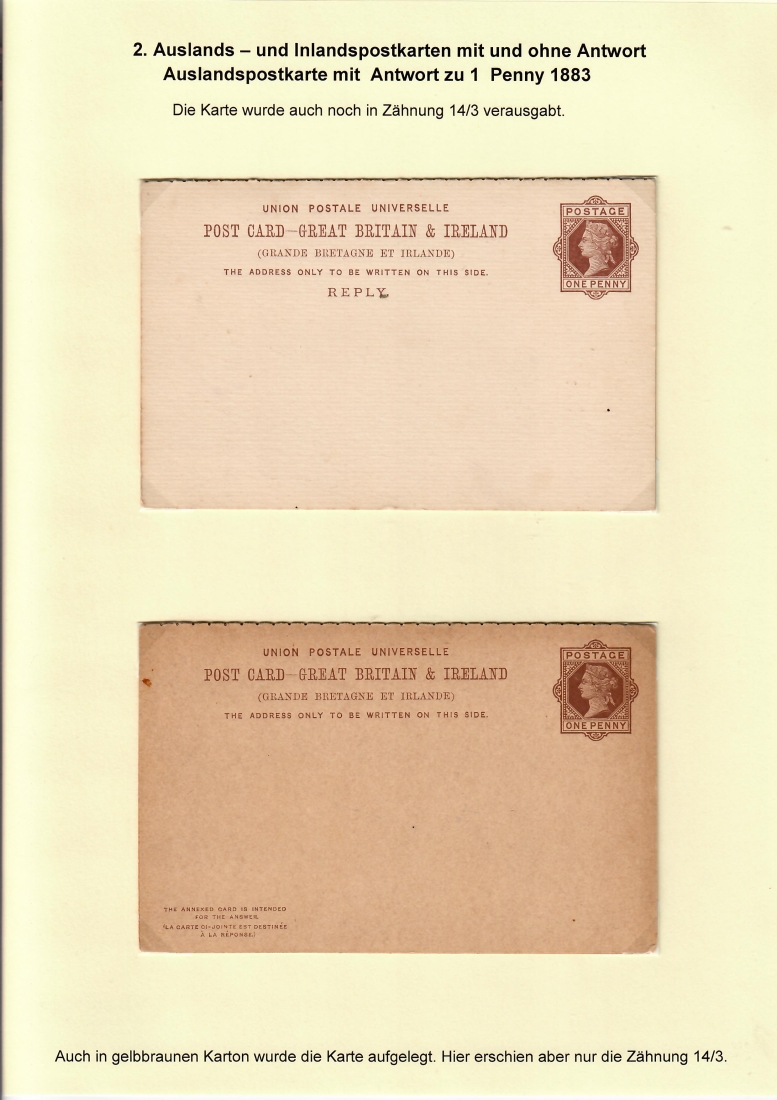 2. Auslands – und Inlandspostkarten mit und ohne Antwort
Auslandspostkarte mit Antwort zu 1 Penny 1883
Die Karte wurde auch noch in Zähnung 14/3 verausgabt.
UNION POSTALE UNIVERSELLE
POST CARD—GREAT BRITAIN & IRELAND
(GRANDE BRETAGNE ET IRLANDE)
THE ADDRESS ONLY TO BE WRITTEN ON THIS SIDE.
REPLY.
POSTAGE
ONE PENNY
UNION POSTALE UNIVERSELLE
POST CARD—GREAT BRITAIN & IRELAND
(GRANDE BRETAGNE ET IRLANDE)
THE ADDRESS ONLY TO BE WRITTEN ON THIS SIDE.
POSTAGE
ONE PENNY
THE ANNEXED CARD IS INTENDED
FOR THE ANSWER.
(LA CARTE CI-JOINTE EST DESTINÉE
À LA RÉPONSE.)
Auch in gelbbraunen Karton wurde die Karte aufgelegt. Hier erschien aber nur die Zähnung 14/3.